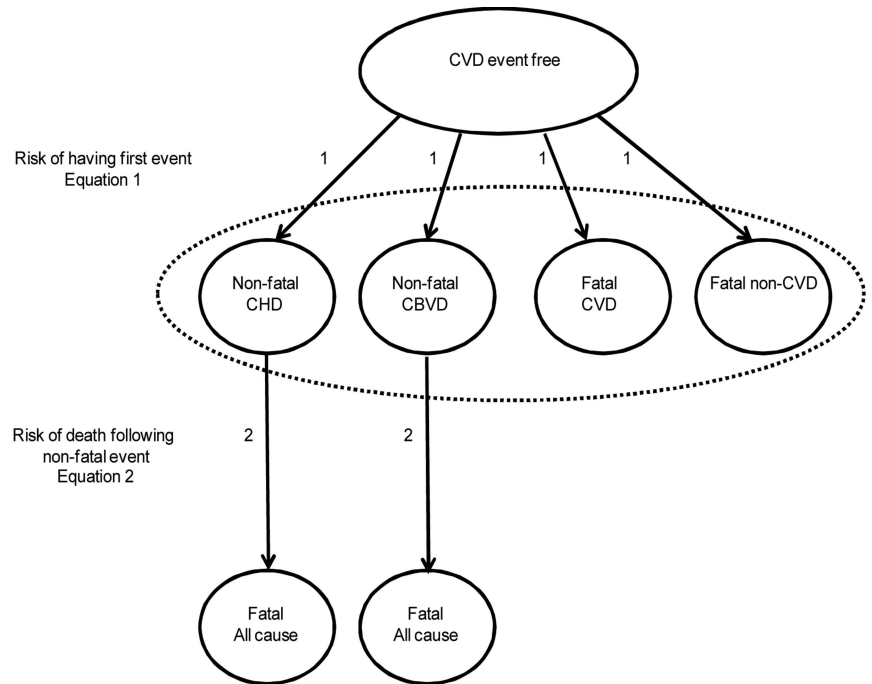 CVD event free
Risk of having first event
Equation 1
1
1
1
1
Non-fatal
CHD
Non-fatal
CBVD
Fatal
CVD
Fatal non-CVD
Risk of death following
non-fatal event
Equation 2
2
2
Fatal
All cause
Fatal
All cause